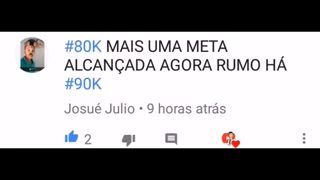 #80K MAIS UMA META
ALCANÇADA AGORA RUMO HÁ
#90K
Josué Julio • 9 horas atrás
2